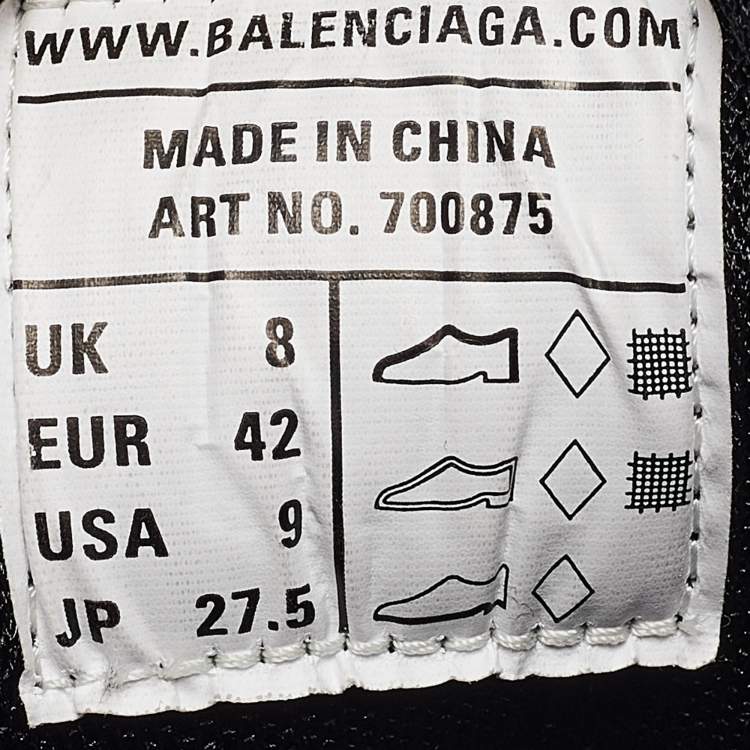 WWW.BALENCIAGA.COM
MADE IN CHINA
ART NO. 700875
UK 8
EUR 42
USA 9
JP 27.5